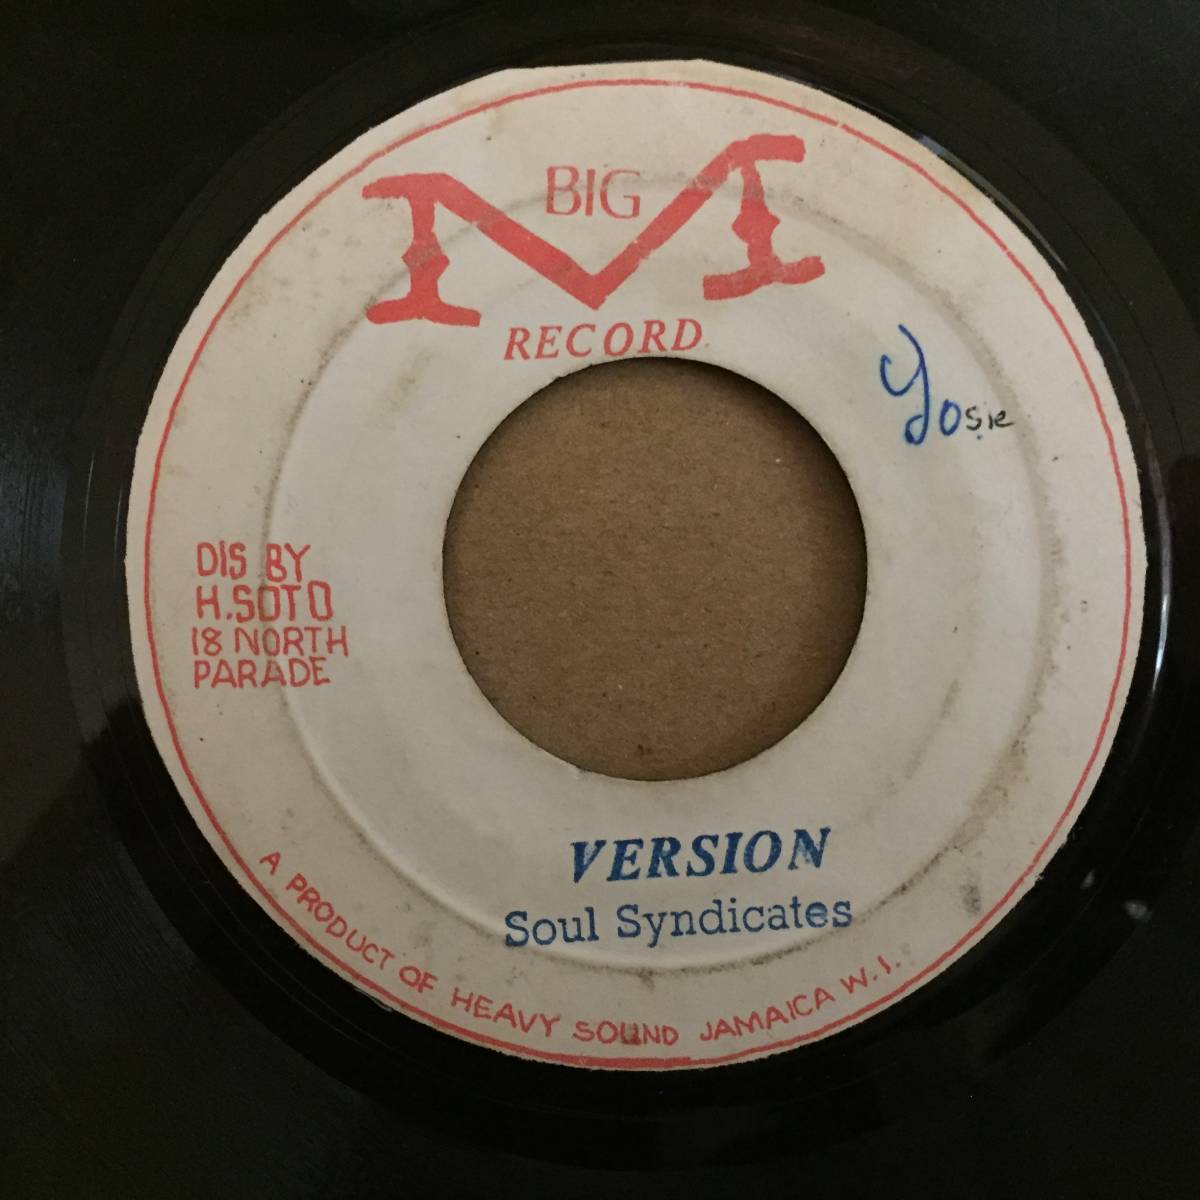 BIG
M
RECORD
Yosie
DIS BY
H.SOTO
18 NORTH
PARADE
VERSION
Soul Syndicates
A PRODUCT OF HEAVY SOUND JAMAICA W.I.